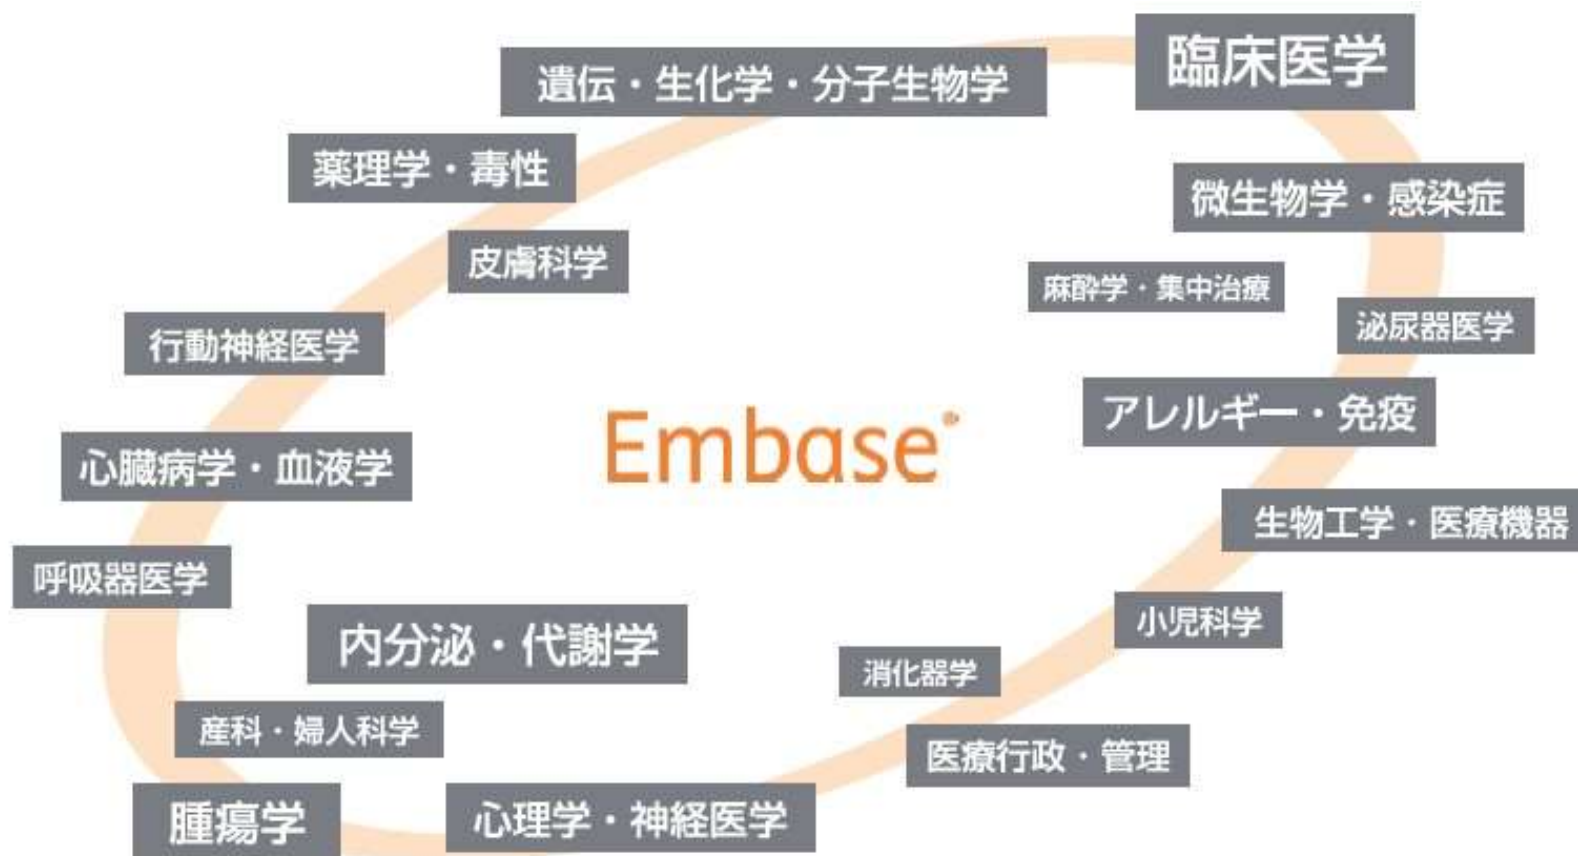 臨床医学
遺伝・生化学・分子生物学
薬理学・毒性
微生物学・感染症
皮膚科学
麻酔学・集中治療
泌尿器医学
行動神経医学
アレルギー・免疫
Embase®
心臓病学・血液学
生物工学・医療機器
呼吸器医学
小児科学
内分泌・代謝学
消化器学
産科・婦人科学
医療行政・管理
腫瘍学
心理学・神経医学